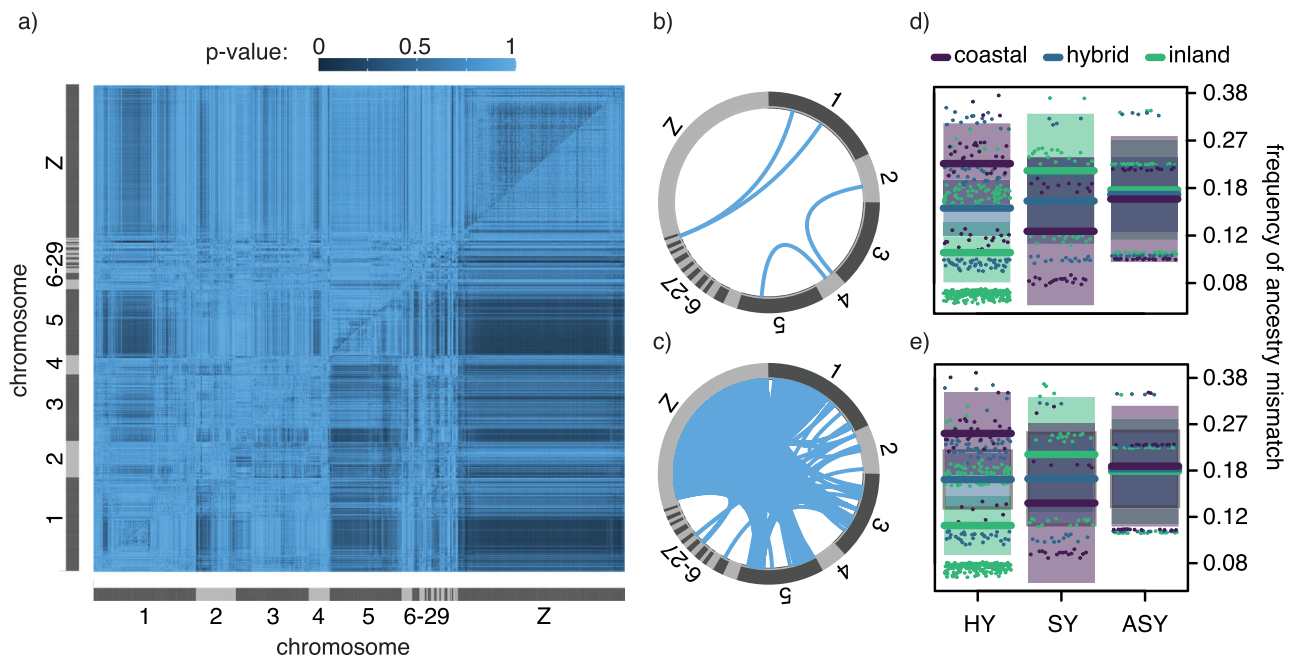 a)
p-value:
0 0.5 1
chromosome
Z
6-29
5
4
3
2
1
1 2 3 4 5 6-29 Z
chromosome
b)
1
2
3
4
5
6-27
Z
c)
1
2
3
4
5
6-27
Z
d)
coastal hybrid inland
0.38
0.27
0.18
0.12
0.08
e)
0.38
0.27
0.18
0.12
0.08
HY SY ASY
frequency of ancestry mismatch